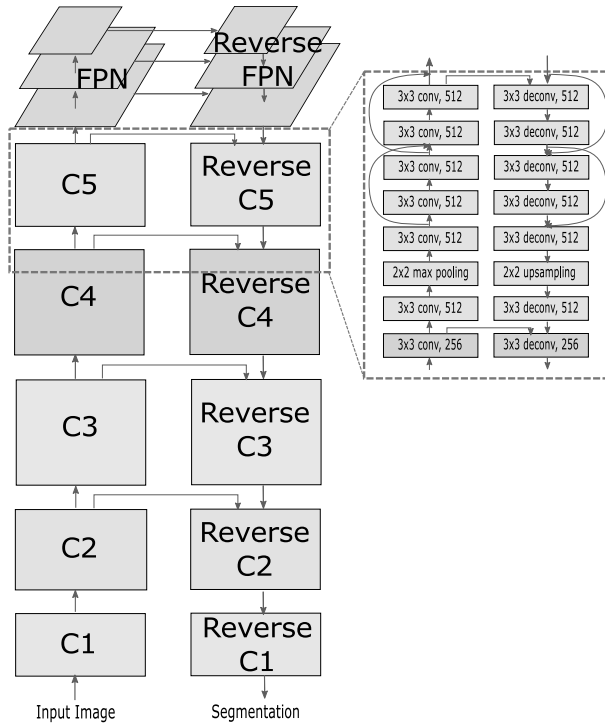 FPN
Reverse
FPN
C5
Reverse
C5
C4
Reverse
C4
C3
Reverse
C3
C2
Reverse
C2
C1
Reverse
C1
Input Image
Segmentation
3x3 conv, 512
3x3 deconv, 512
3x3 conv, 512
3x3 deconv, 512
3x3 conv, 512
3x3 deconv, 512
3x3 conv, 512
3x3 deconv, 512
3x3 conv, 512
3x3 deconv, 512
2x2 max pooling
2x2 upsampling
3x3 conv, 512
3x3 deconv, 512
3x3 conv, 256
3x3 deconv, 256